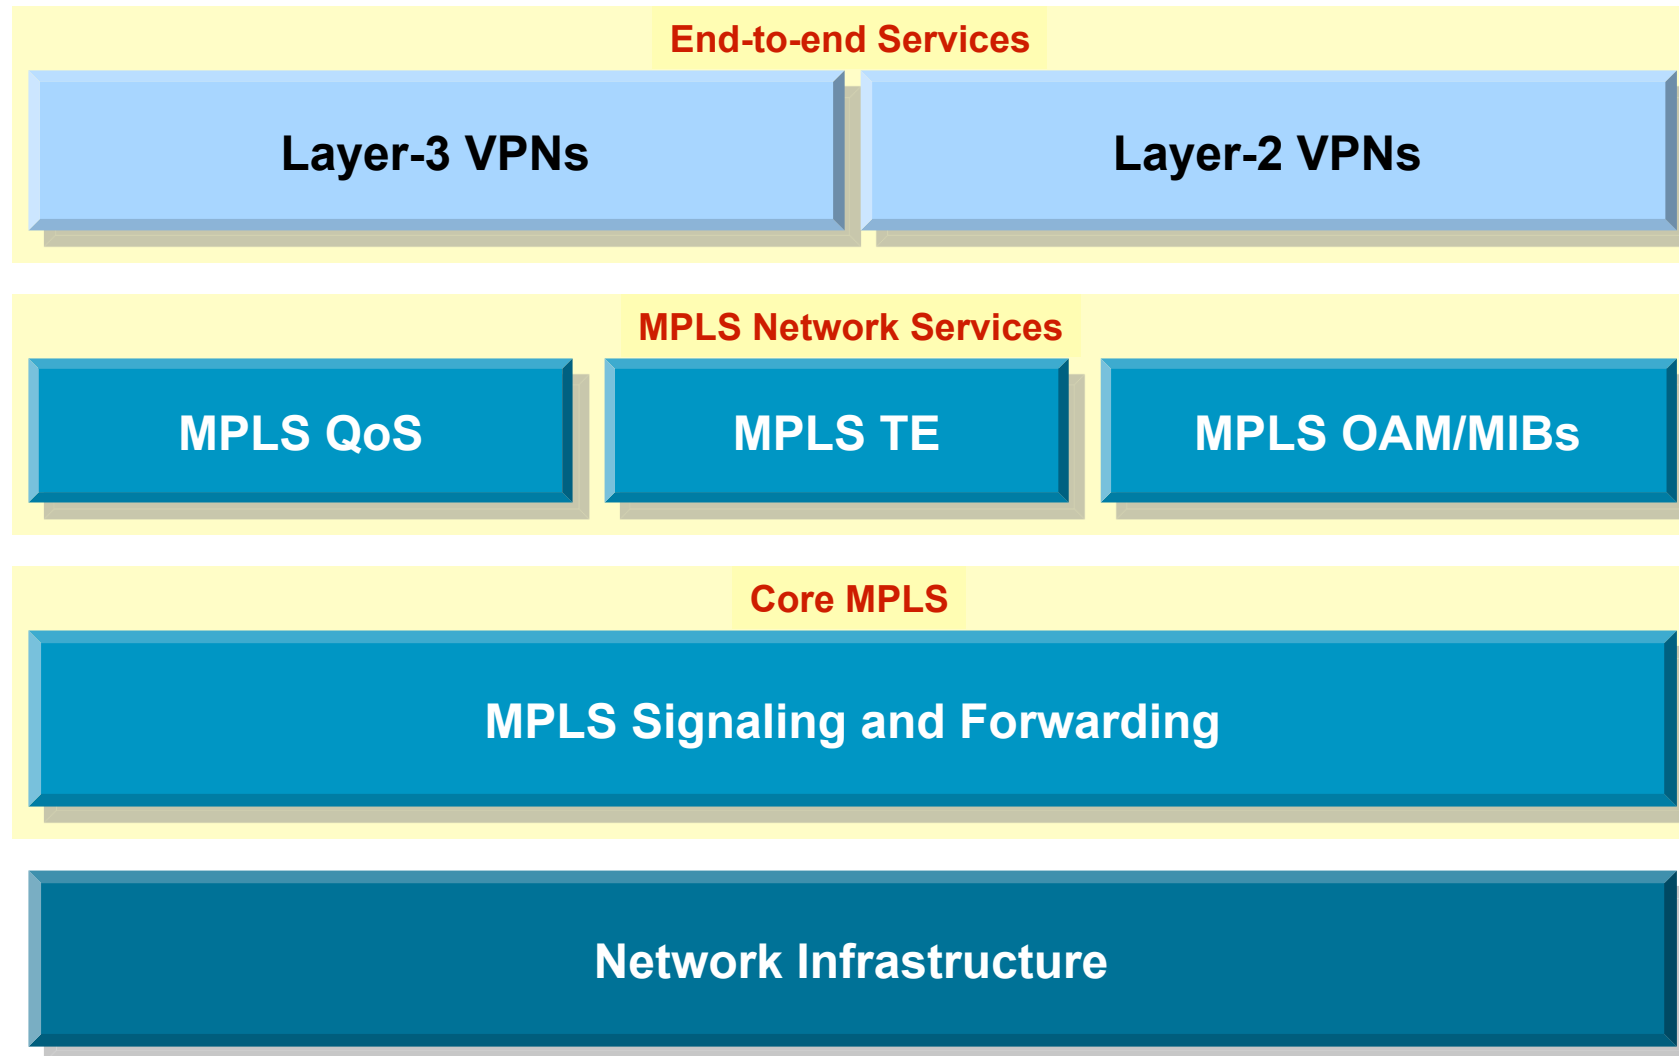 End-to-end Services
Layer-3 VPNs
Layer-2 VPNs
MPLS Network Services
MPLS QoS
MPLS TE
MPLS OAM/MIBs
Core MPLS
MPLS Signaling and Forwarding
Network Infrastructure